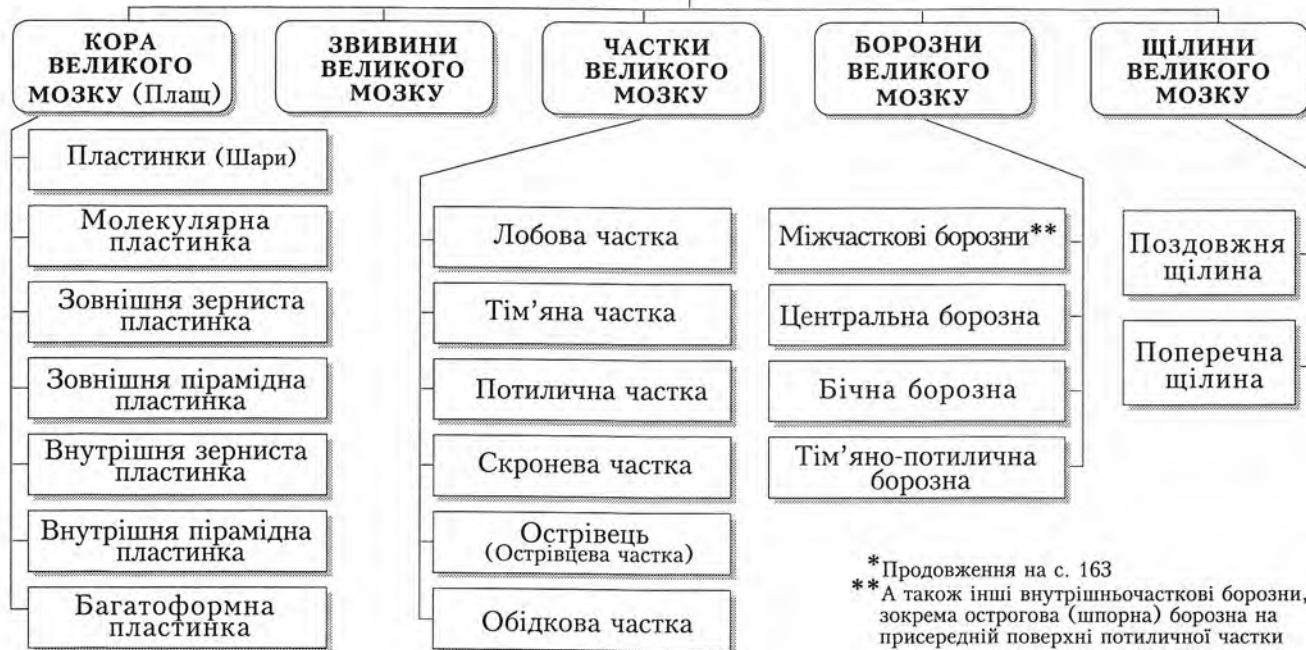 КОРА
ВЕЛИКОГО
МОЗКУ (Плащ)
ЗВИВИНИ
ВЕЛИКОГО
МОЗКУ
ЧАСТКИ
ВЕЛИКОГО
МОЗКУ
БОРОЗНИ
ВЕЛИКОГО
МОЗКУ
ЩІЛИНИ
ВЕЛИКОГО
МОЗКУ
Пластинки (Шари)
Молекулярна
пластинка
Зовнішня зерниста
пластинка
Зовнішня пірамідна
пластинка
Внутрішня зерниста
пластинка
Внутрішня пірамідна
пластинка
Багатоформна
пластинка
Лобова частка
Тім’яна частка
Потилична частка
Скронева частка
Острівець
(Острівцева частка)
Обідкова частка
Міжчасткові борозни**
Центральна борозна
Бічна борозна
Тім’яно-потилична
борозна
Поздовжня
щілина
Поперечна
щілина
*Продовження на с. 163
**А також інші внутрішньочасткові борозни,
зокрема острогова (шпорна) борозна на
присередній поверхні потиличної частки